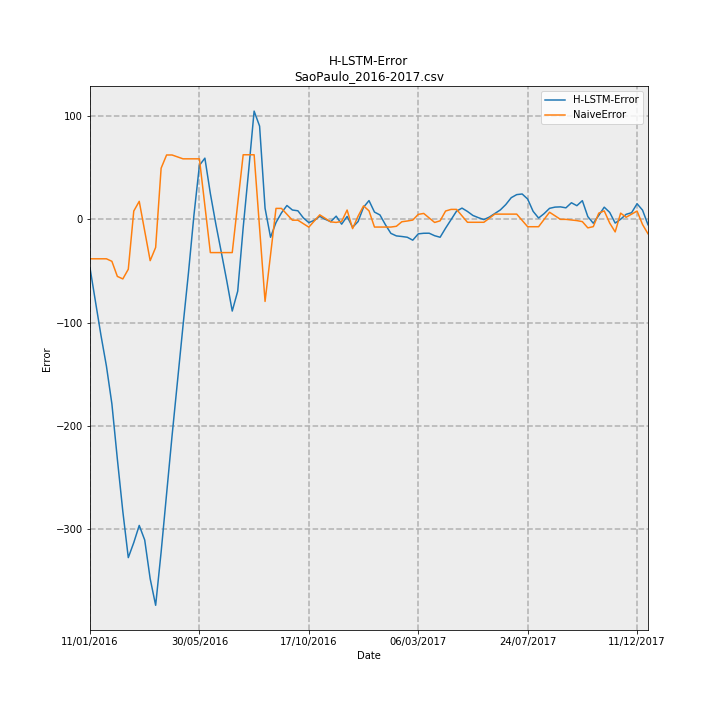 H-LSTM-Error
SaoPaulo_2016-2017.csv
H-LSTM-Error
NaiveError
100
0
−100
−200
−300
Error
11/01/2016 30/05/2016 17/10/2016 06/03/2017 24/07/2017 11/12/2017
Date